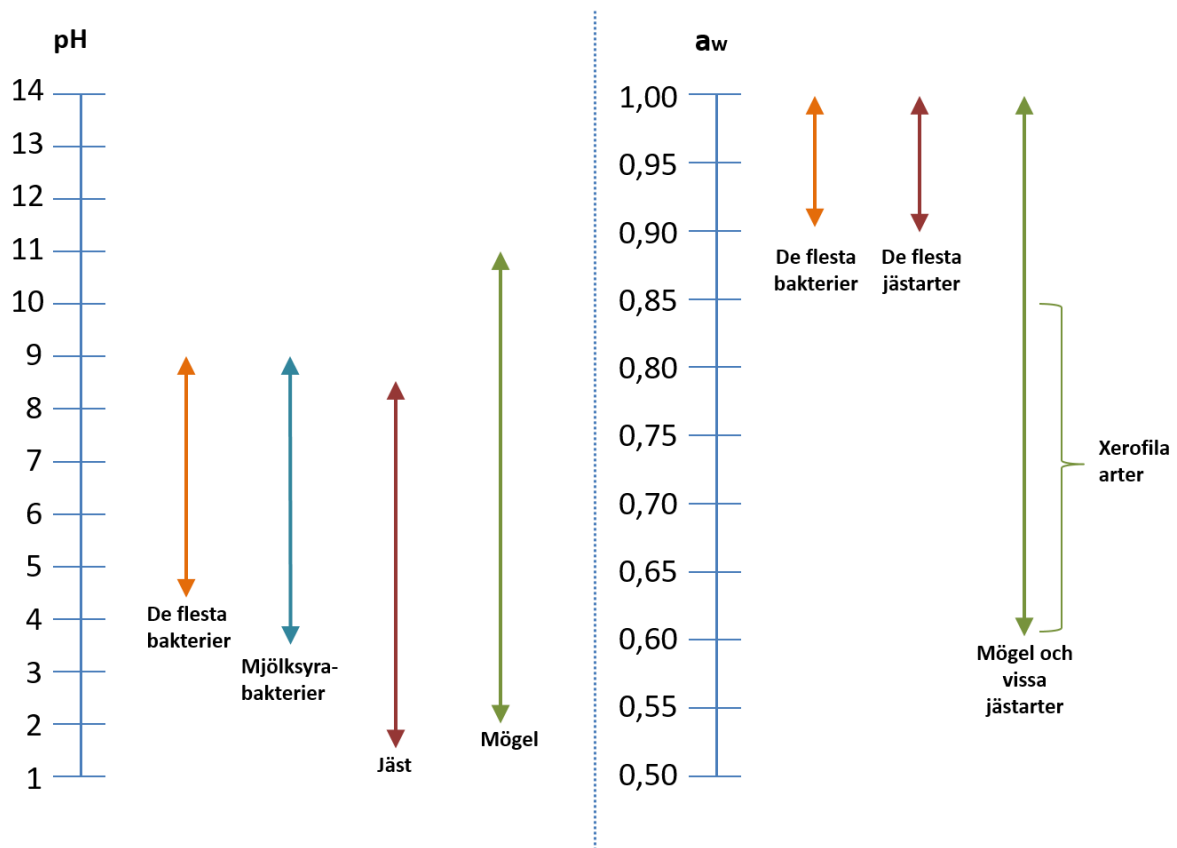 pH
14
13
12
11
10
9
8
7
6
5
4
3
2
1
De flesta
bakterier
Mjölksyra-
bakterier
Jäst
Mögel
aw
1,00
0,95
0,90
0,85
0,80
0,75
0,70
0,65
0,60
0,55
0,50
De flesta
bakterier
De flesta
jästarter
Xerofila
arter
Mögel och
vissa
jästarter